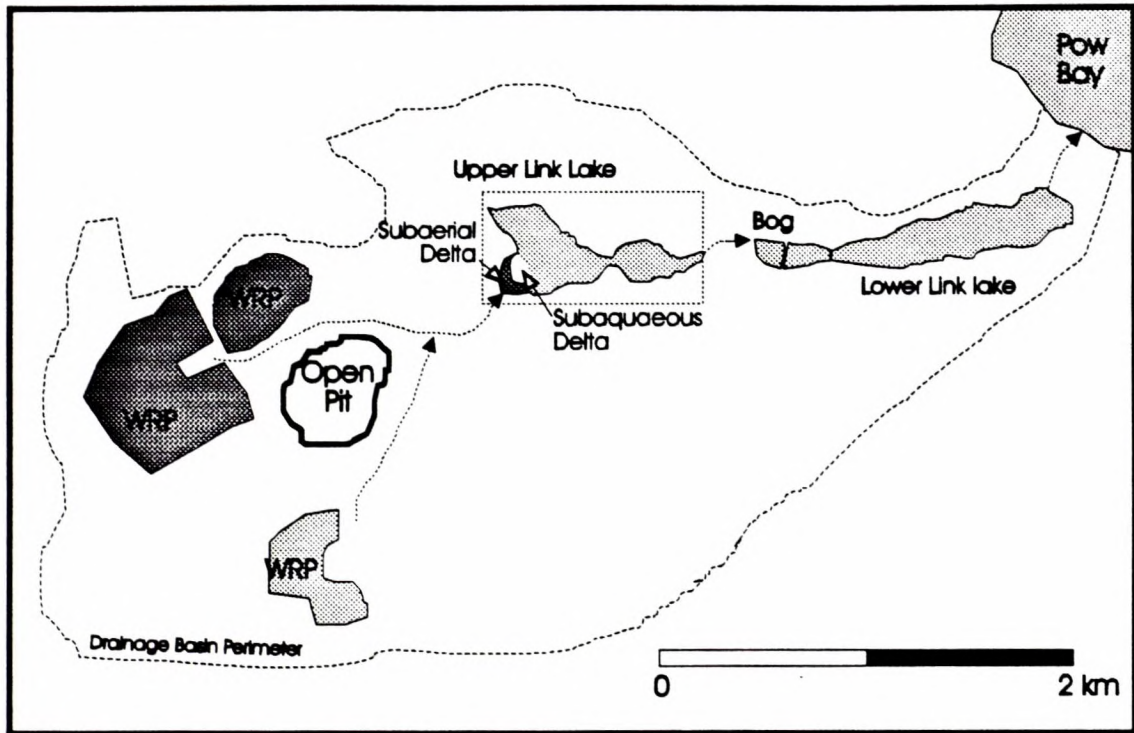 Pow
Bay
Upper Link Lake
Subaerial
Delta
Bog
WRP
Lower Link lake
Subaquaeous
Delta
Open
Pit
WRP
WRP
Drainage Basin Perimeter
0
2 km